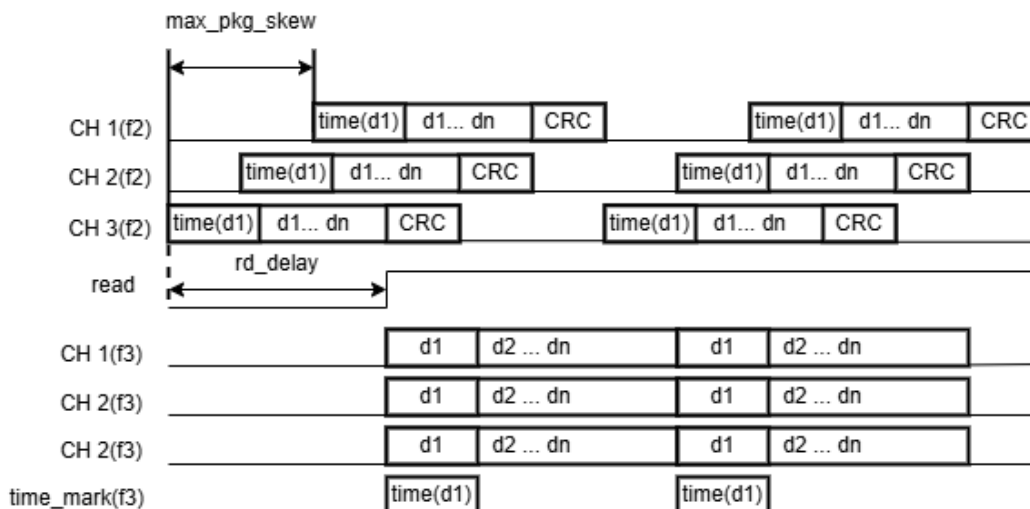 max_pkg_skew
CH 1(f2) time(d1) d1... dn CRC time(d1) d1... dn CRC
CH 2(f2) time(d1) d1... dn CRC time(d1) d1... dn CRC
CH 3(f2) time(d1) d1... dn CRC time(d1) d1... dn CRC
rd_delay
read
CH 1(f3) d1 d2 ... dn d1 d2 ... dn
CH 2(f3) d1 d2 ... dn d1 d2 ... dn
CH 2(f3) d1 d2 ... dn d1 d2 ... dn
time_mark(f3) time(d1) time(d1)